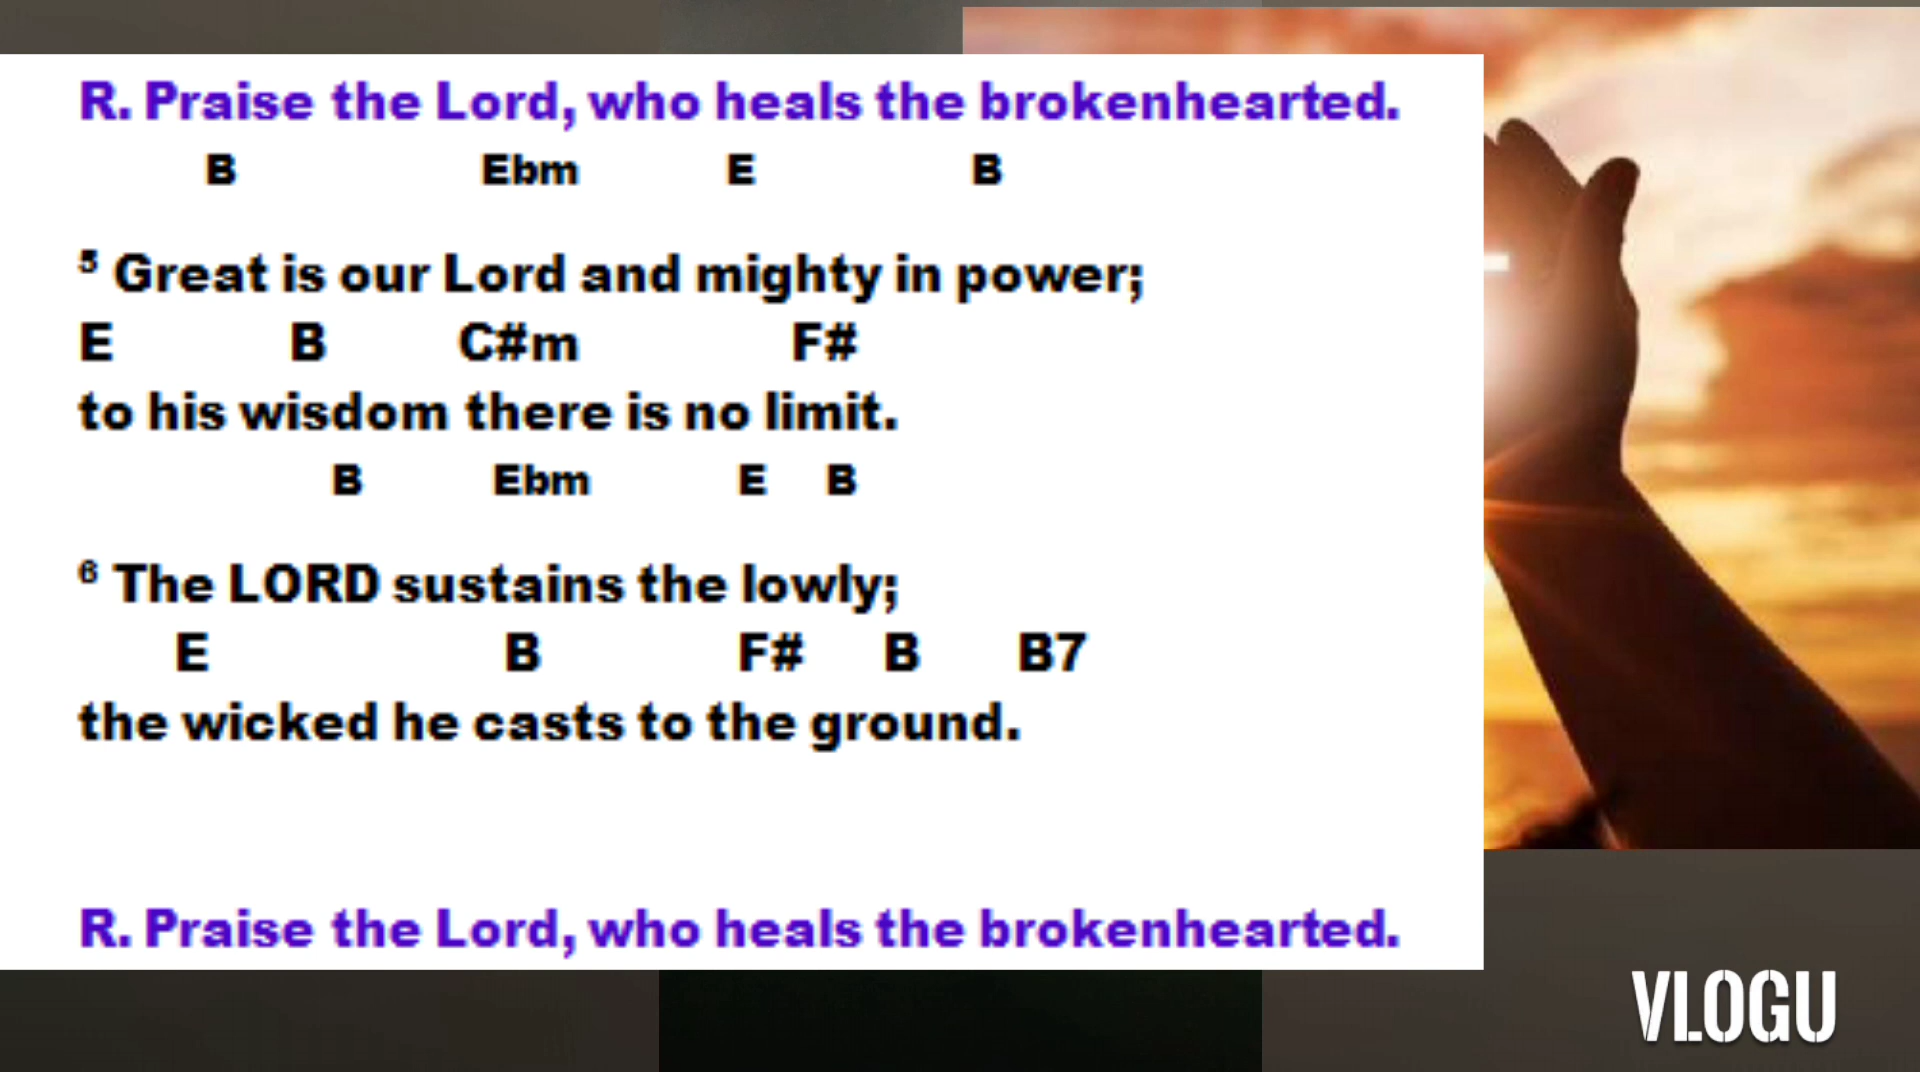 R. Praise the Lord, who heals the brokenhearted.
B Ebm E B
5 Great is our Lord and mighty in power;
E B C#m F#
to his wisdom there is no limit.
B Ebm E B
6 The LORD sustains the lowly;
E B F# B B7
the wicked he casts to the ground.
R. Praise the Lord, who heals the brokenhearted.
VLOGU